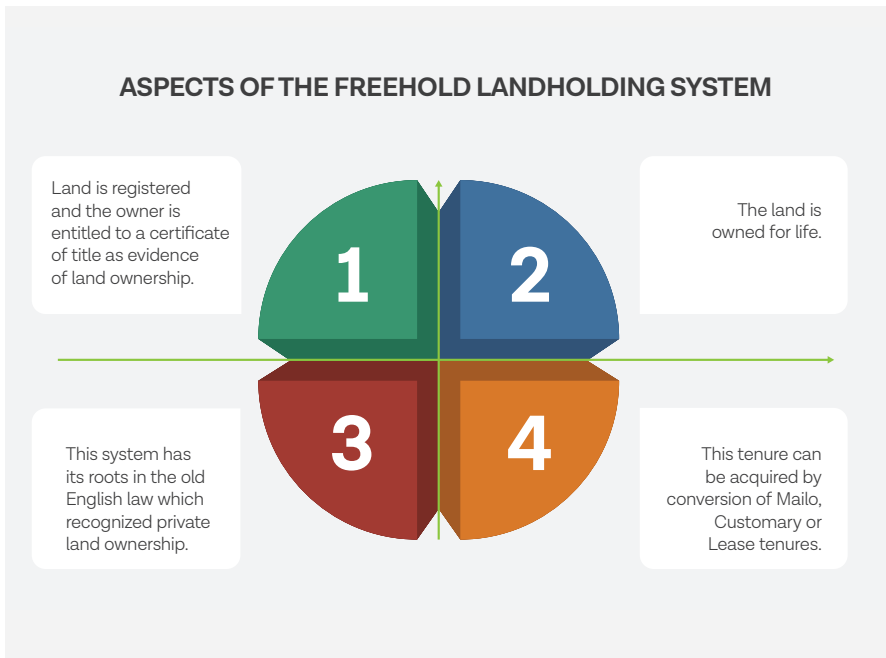 ASPECTS OF THE FREEHOLD LANDHOLDING SYSTEM
Land is registered
and the owner is
entitled to a certificate
of title as evidence
of land ownership.
1
2
The land is
owned for life.
This system has
its roots in the old
English law which
recognized private
land ownership.
3
4
This tenure can
be acquired by
conversion of Mailo,
Customary or
Lease tenures.